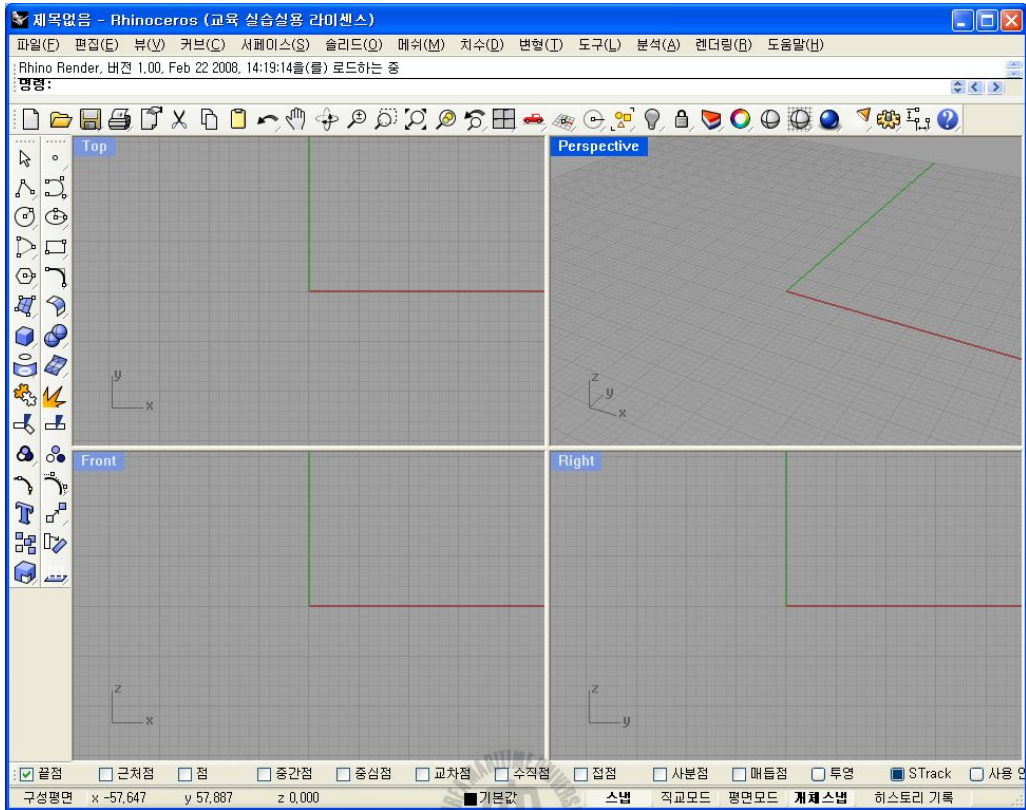 제목없음 - Rhinoceros (교육 실습실용 라이센스)
파일(F) 편집(E) 뷰(V) 커브(C) 서페이스(S) 솔리드(O) 메쉬(M) 치수(D) 변형(T) 도구(L) 분석(A) 렌더링(R) 도움말(H)
Rhino Render, 버전 1,00, Feb 22 2008, 14:19:14을(를) 로드하는 중
명령:
Top
Perspective
y
x
z
y
x
Front
Right
z
x
z
y
끝점 근처점 점 중간점 중심점 교차점 수직점 접점 사분점 매듭점 투영 STrack 사용
구성평면 x -57,647 y 57,887 z 0,000 기본값 스냅 직교모드 평면모드 개체스냅 히스토리 기록